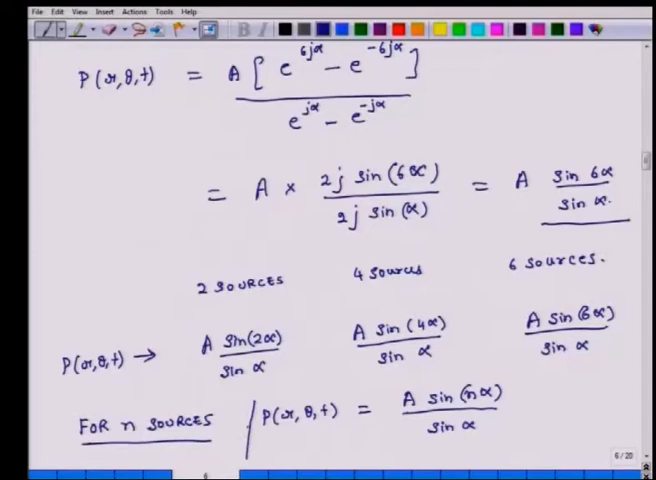 File Edit View Insert Actions Tools Help
P(r,θ,t) = A [e^{6jα} − e^{−6jα}] / e^{jα} − e^{−jα}
= A × 2j sin(6α) / 2j sin(α) = A sin 6α / sin α.
2 SOURCES 4 sources 6 sources.
P(r,θ,t) → A sin(2α) / sin α A sin(4α) / sin α A sin(6α) / sin α
FOR n SOURCES / P(r,θ,t) = A sin(nα) / sin α
6/20
6